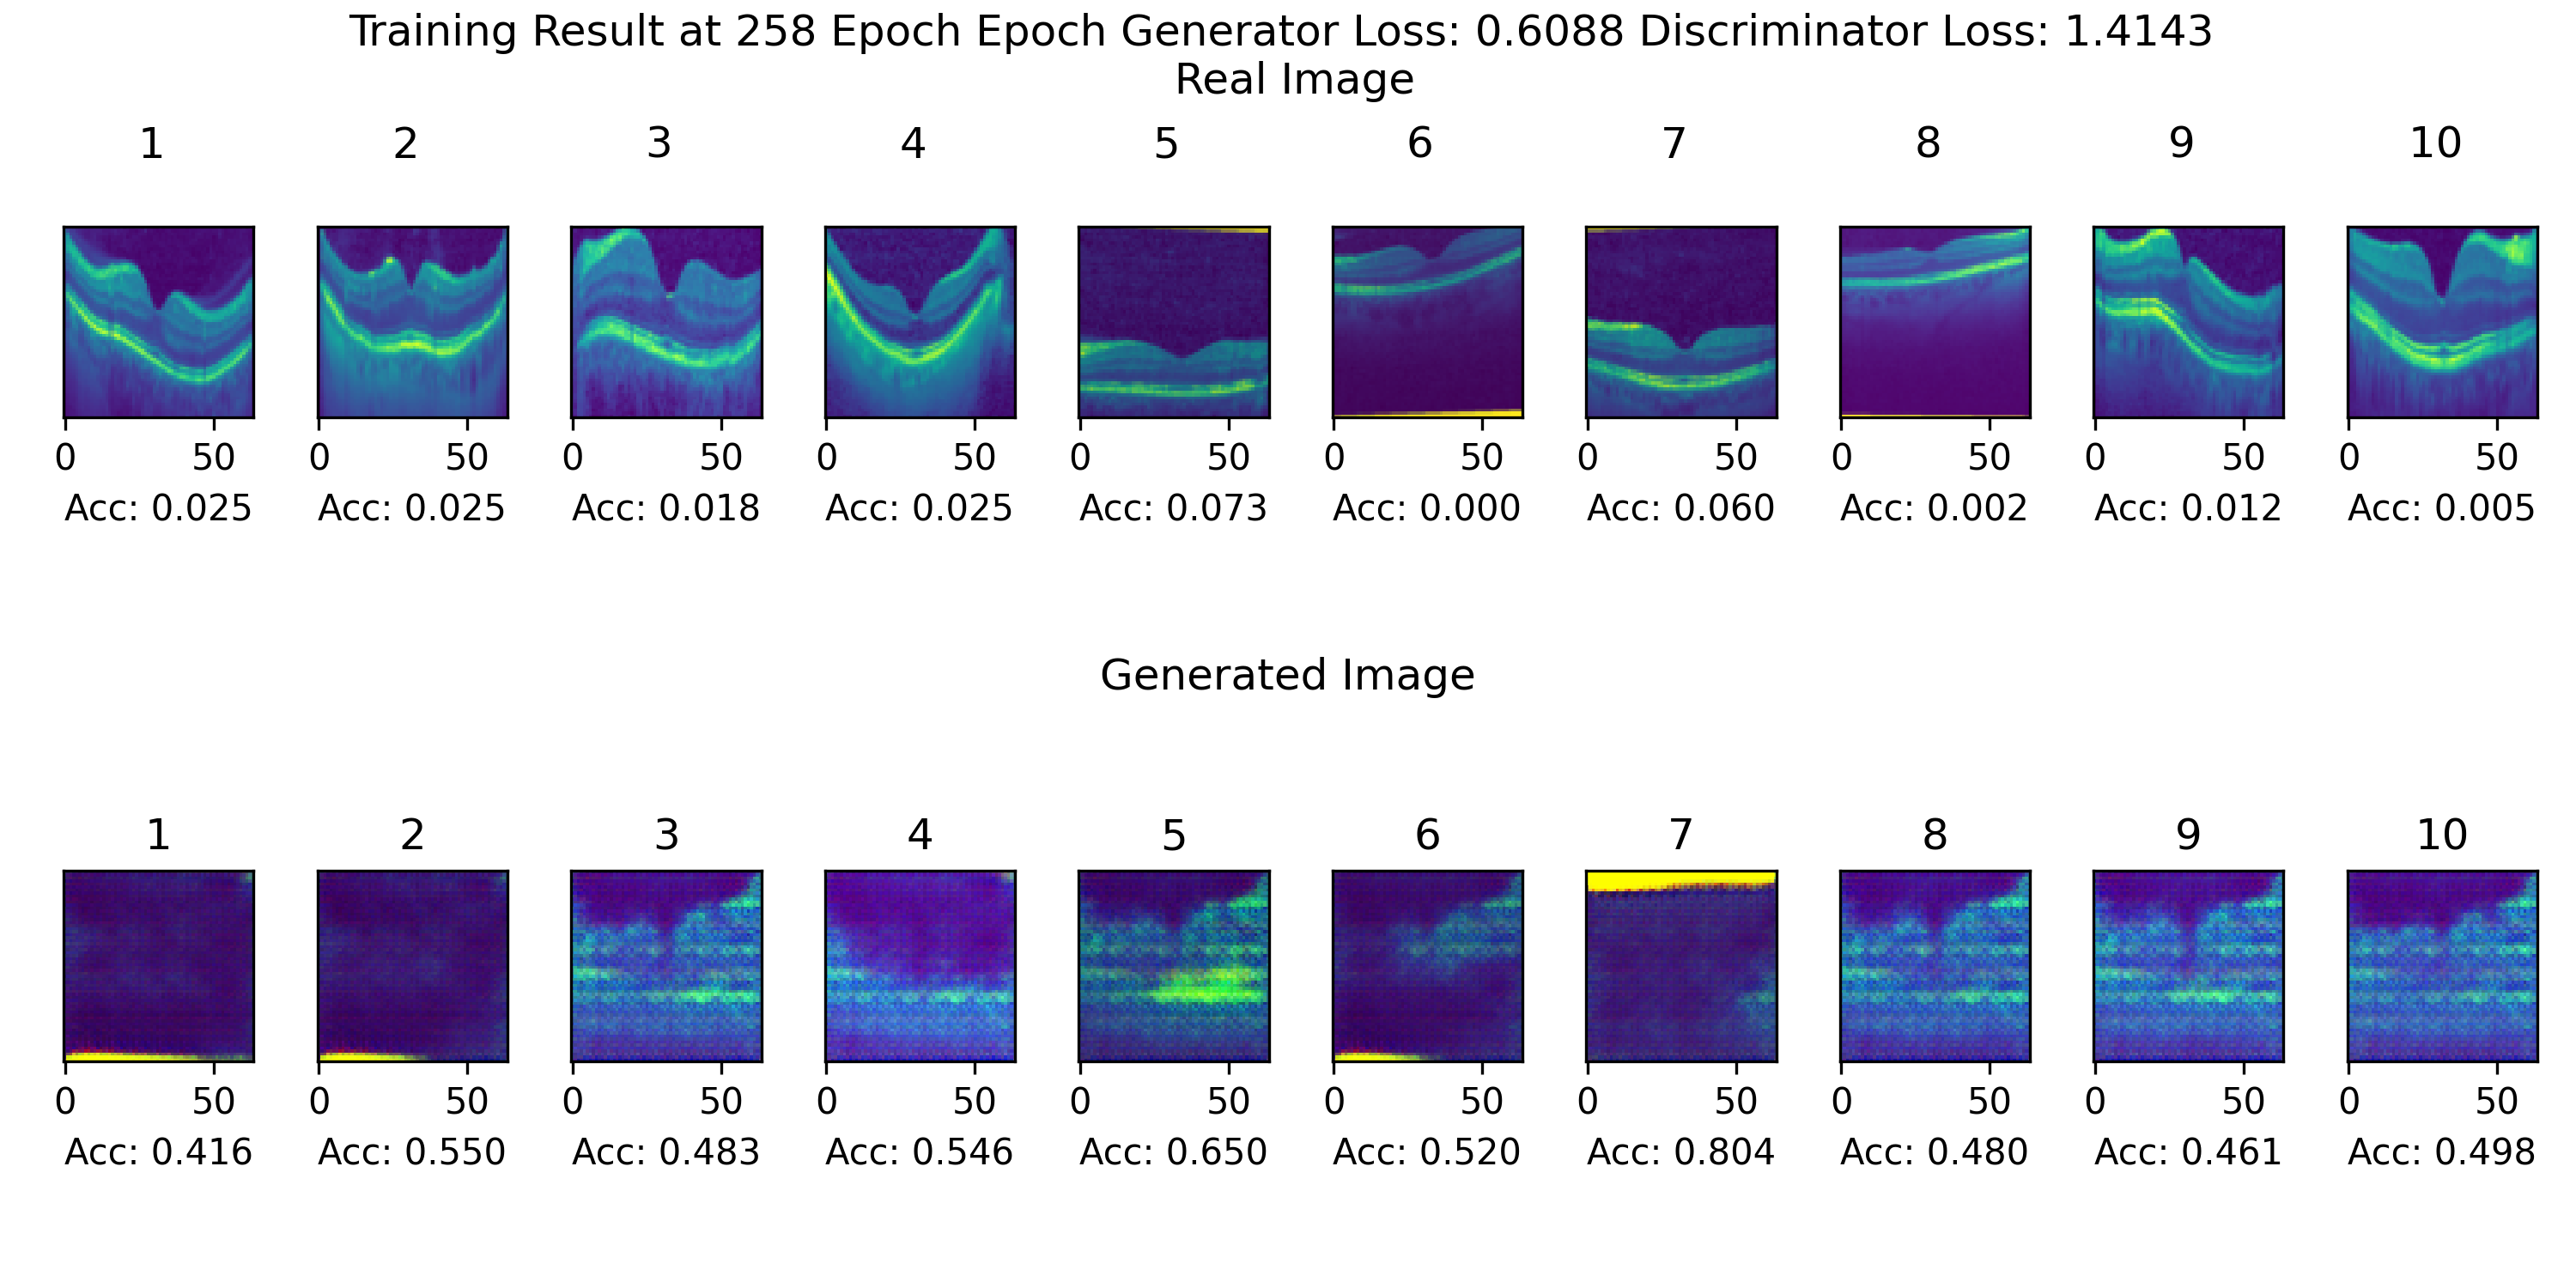 Training Result at 258 Epoch Epoch Generator Loss: 0.6088 Discriminator Loss: 1.4143
Real Image
1 2 3 4 5 6 7 8 9 10
0 50 0 50 0 50 0 50 0 50 0 50 0 50 0 50 0 50 0 50
Acc: 0.025 Acc: 0.025 Acc: 0.018 Acc: 0.025 Acc: 0.073 Acc: 0.000 Acc: 0.060 Acc: 0.002 Acc: 0.012 Acc: 0.005
Generated Image
1 2 3 4 5 6 7 8 9 10
0 50 0 50 0 50 0 50 0 50 0 50 0 50 0 50 0 50 0 50
Acc: 0.416 Acc: 0.550 Acc: 0.483 Acc: 0.546 Acc: 0.650 Acc: 0.520 Acc: 0.804 Acc: 0.480 Acc: 0.461 Acc: 0.498